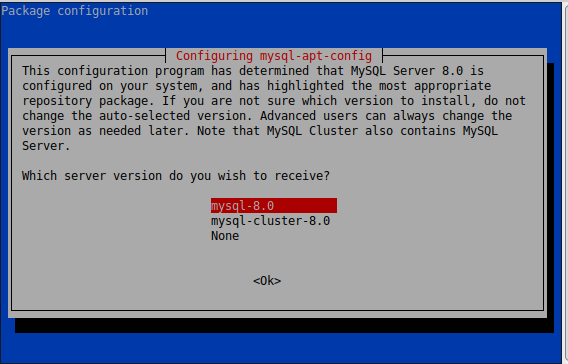 Package configuration
Configuring mysql-apt-config
This configuration program has determined that MySQL Server 8.0 is
configured on your system, and has highlighted the most appropriate
repository package. If you are not sure which version to install, do not
change the auto-selected version. Advanced users can always change the
version as needed later. Note that MySQL Cluster also contains MySQL
Server.
Which server version do you wish to receive?
mysql-8.0
mysql-cluster-8.0
None
<Ok>